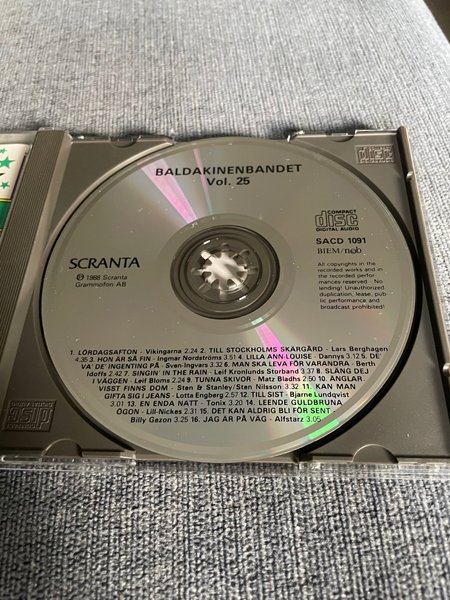 BALDAKINENBANDET
Vol. 25
COMPACT
disc
DIGITAL AUDIO
SCRANTA
℗ 1988 Scranta
Grammofon AB
SACD 1091
BIEM/n©b
All copyrights in the
recorded works and in
the recorded perfor-
mances reserved - No
lending! Unauthorized
duplication, lease, pub-
lic performance and
broadcast prohibited!
1. LÖRDAGSAFTON - Vikingarna 2.24 2. TILL STOCKHOLMS SKÄRGÅRD - Lars Berghagen
4.35 3. HON ÄR SÅ FIN - Ingmar Nordströms 3.51 4. LILLA ANN-LOUISE - Dannys 3.12 5. DE'
VA' DE' INGENTING PÅ - Sven-Ingvars 3.32 6. MAN SKA LEVA FÖR VARANDRA - Berth
Idoffs 2.42 7. SINGIN' IN THE RAIN - Leif Kronlunds Storband 3.37 8. SLÄNG DEJ
I VÄGGEN - Leif Bloms 2.24 9. TUNNA SKIVOR - Matz Bladhs 2.50 10. ÄNGLAR,
VISST FINNS DOM - Sten & Stanley/Sten Nilsson 3.32 11. KAN MAN
GIFTA SIG I JEANS - Lotta Engberg 2.57 12. TILL SIST - Bjarne Lundqvist
3.01 13. EN ENDA NATT - Tonix 3.20 14. LEENDE GULDBRUNA
ÖGON - Lill-Nickes 2.01 15. DET KAN ALDRIG BLI FÖR SENT -
Billy Gezon 3.25 16. JAG ÄR PÅ VÄG - Alfstarz 3.05